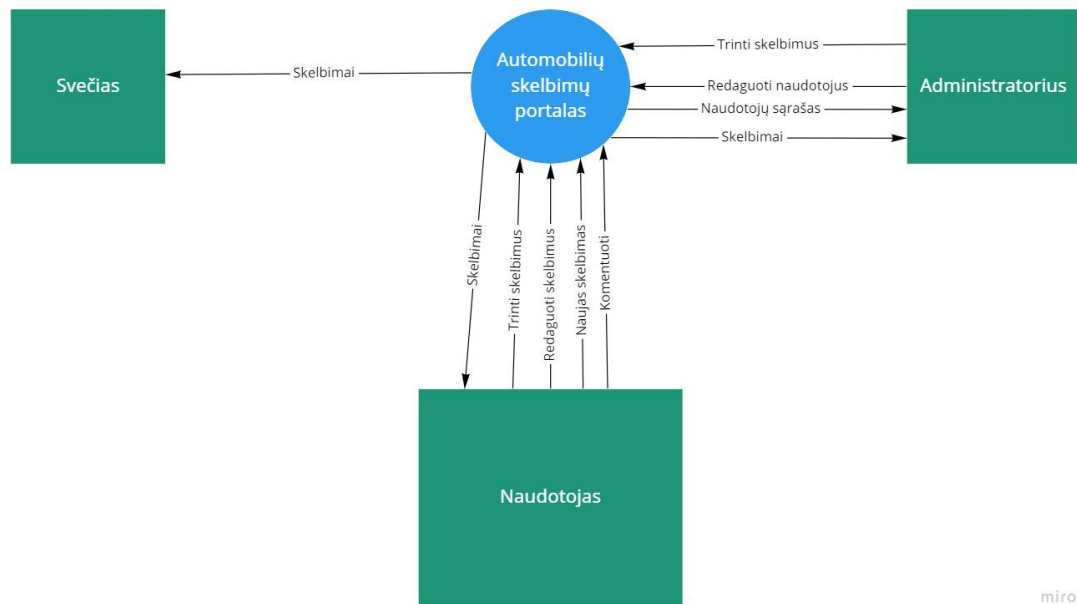 Svečias
Skelbimai
Automobilių
skelbimų
portalas
Trinti skelbimus
Redaguoti naudotojus
Naudotojų sąrašas
Skelbimai
Administratorius
Skelbimai
Trinti skelbimus
Redaguoti skelbimus
Naujas skelbimas
Komentuoti
Naudotojas
miro